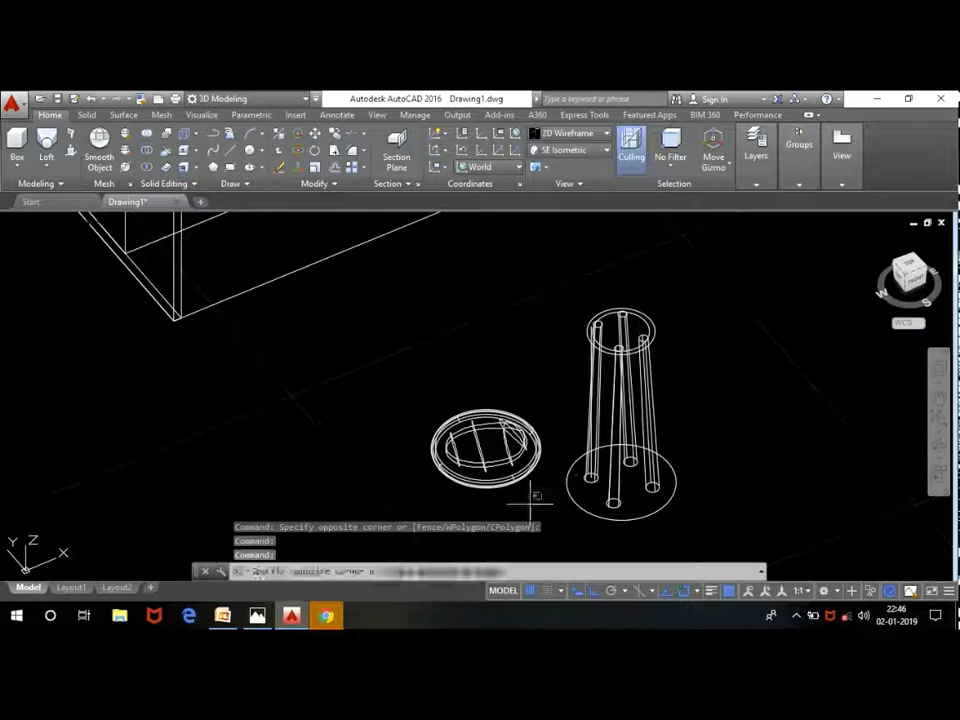 3D Modeling
Autodesk AutoCAD 2016 Drawing1.dwg
Type a keyword or phrase
Sign In
Home Solid Surface Mesh Visualize Parametric Insert Annotate View Manage Output Add-ins A360 Express Tools Featured Apps BIM 360 Performance
2D Wireframe
SE Isometric
World
Box Loft Smooth Object Section Plane Culling No Filter Move Gizmo Layers Groups View
Modeling Mesh Solid Editing Draw Modify Section Coordinates View Selection
Start Drawing1*
TOP
FRONT
W
S
WCS
Command: Specify opposite corner or [Fence/WPolygon/CPolygon]:
Command:
Command:
Y Z X
Model Layout1 Layout2
MODEL
1:1
22:46
02-01-2019